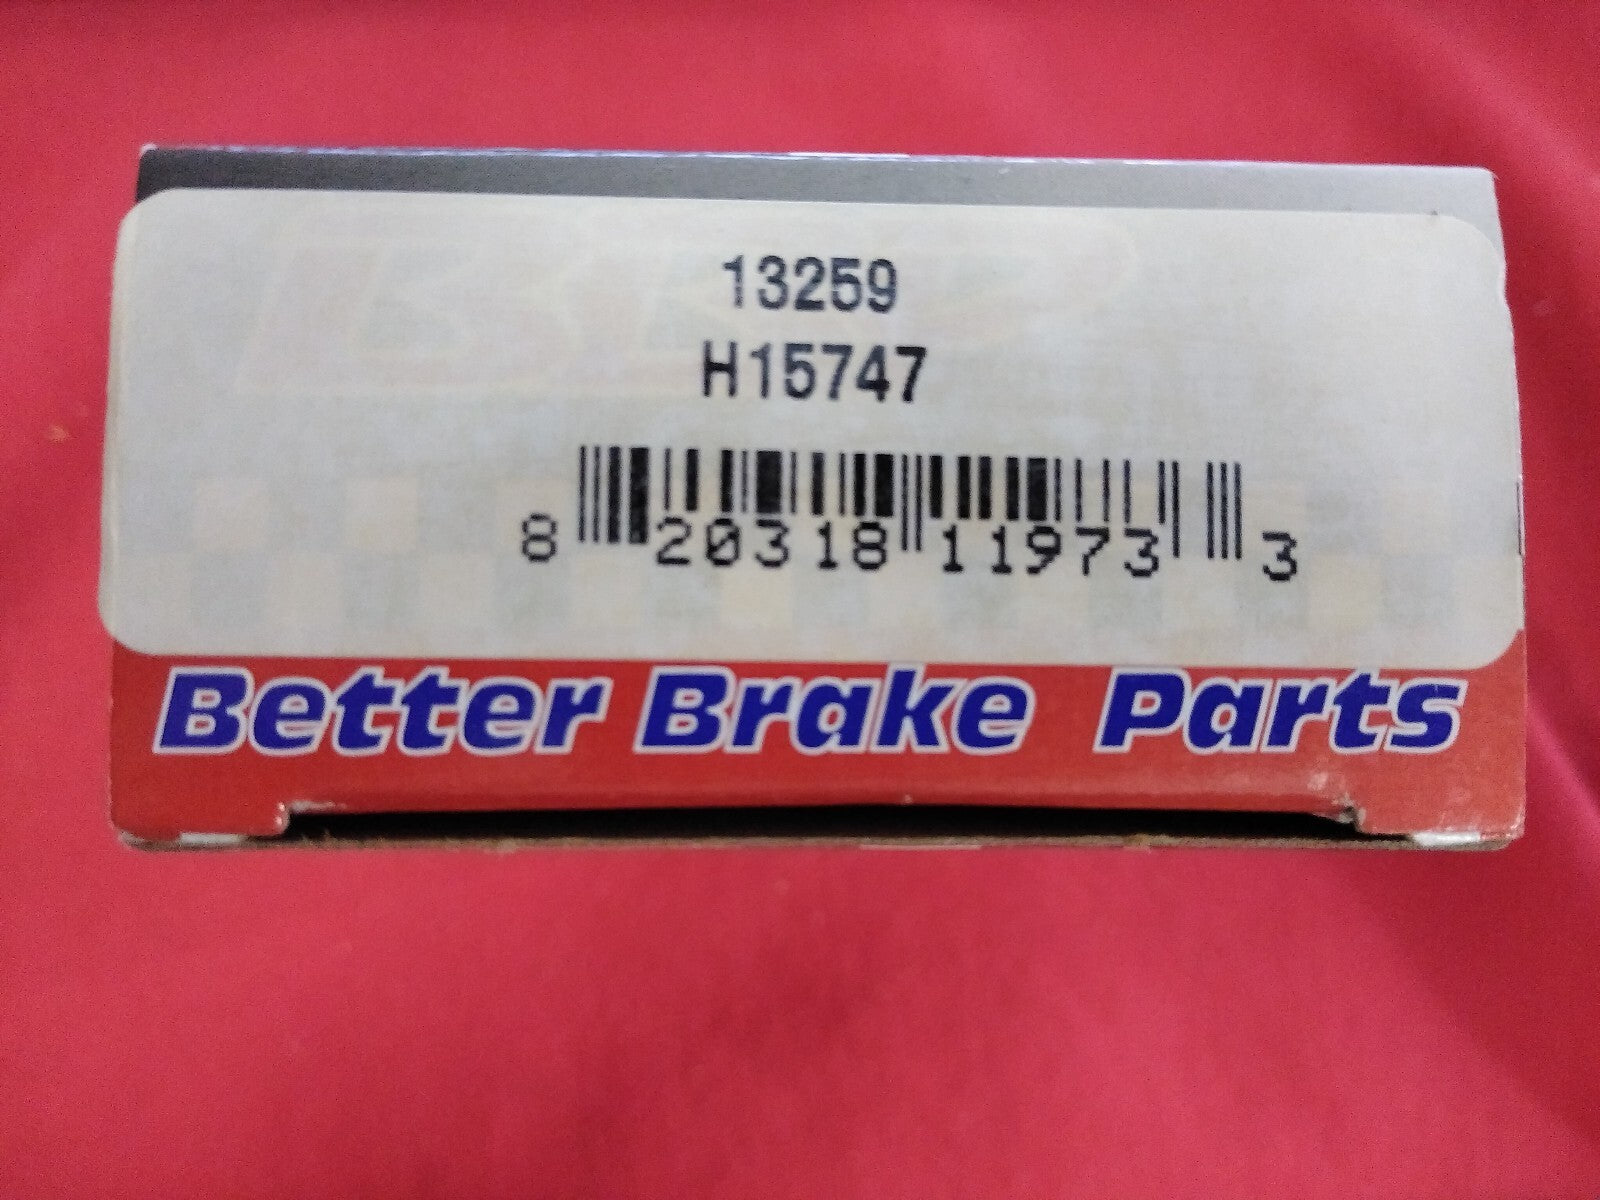 13259
H15747
8 20318 11973 3
Better Brake Parts